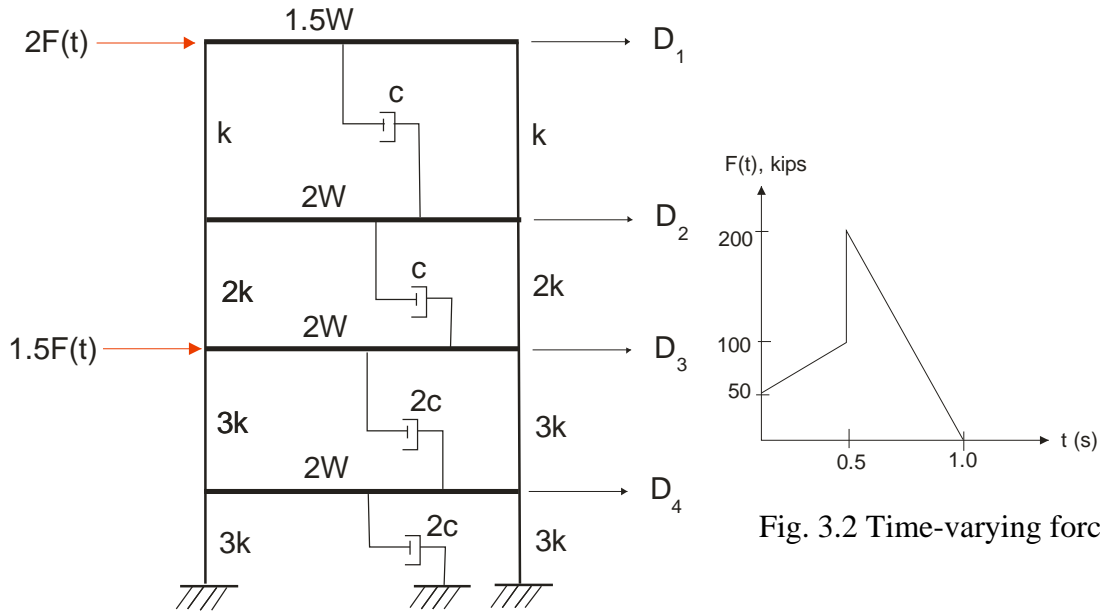 1.5W
2F(t)
D1
c
k
k
F(t), kips
2W
D2
200
c
2k
2k
2W
1.5F(t)
D3
100
50
2c
3k
3k
t (s)
0.5
1.0
2W
D4
2c
3k
3k
Fig. 3.2 Time-varying forc